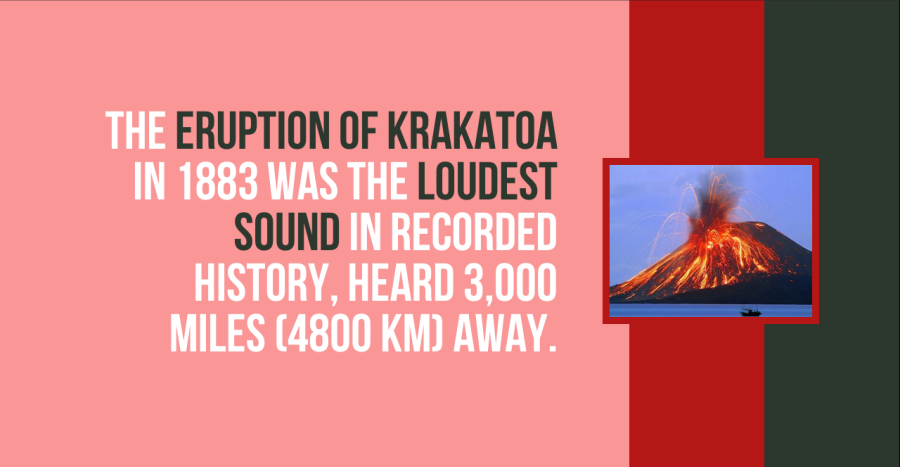 THE ERUPTION OF KRAKATOA
IN 1883 WAS THE LOUDEST
SOUND IN RECORDED
HISTORY, HEARD 3,000
MILES (4800 KM) AWAY.